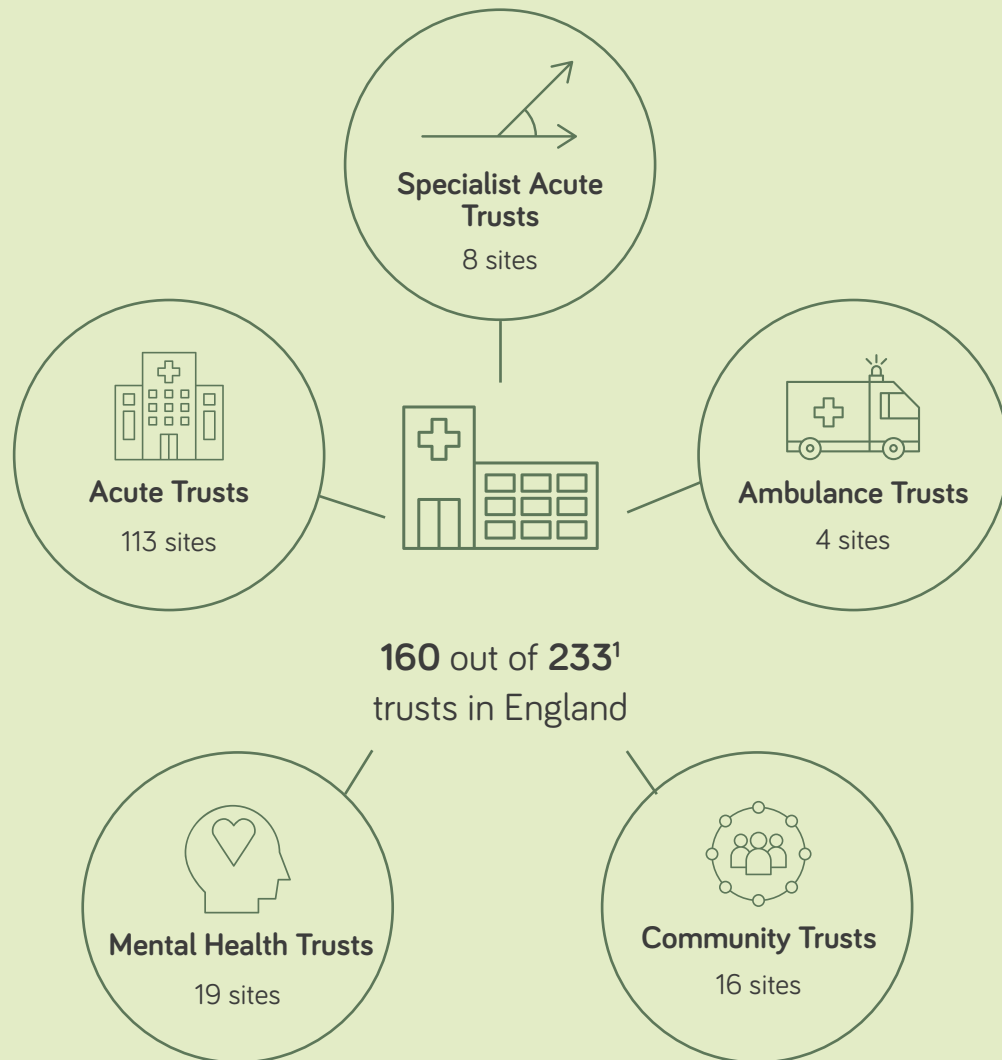 Specialist Acute
Trusts
8 sites
Acute Trusts
113 sites
Ambulance Trusts
4 sites
160 out of 233¹
trusts in England
Mental Health Trusts
19 sites
Community Trusts
16 sites